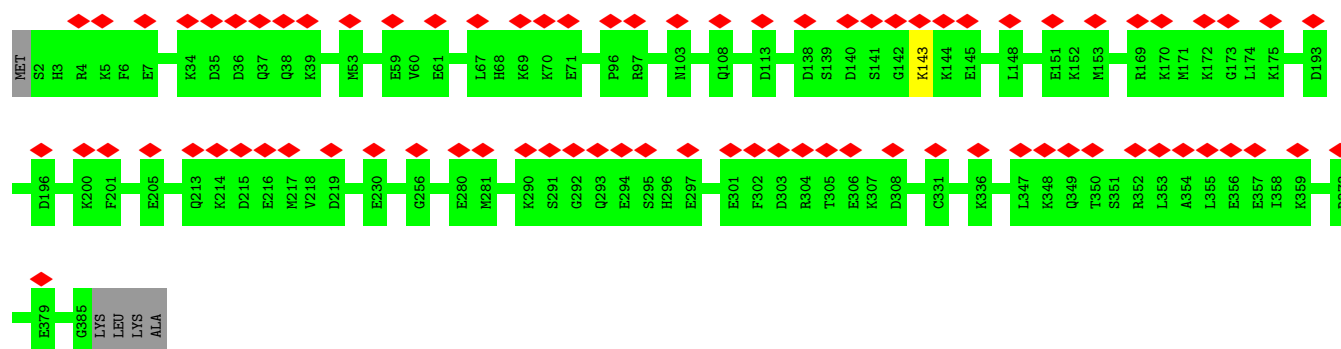 MET S2 H3 R4 K5 F6 E7 K34 D35 D36 Q37 Q38 K39 M53 E59 V60 E61 L67 H68 K69 K70 E71 P96 R97 N103 Q108 D113 D138 S139 D140 S141 G142 K143 K144 E145 L148 E151 K152 M153 R169 K170 M171 K172 G173 L174 K175 D193
D196 K200 F201 E205 Q213 K214 D215 E216 M217 V218 D219 E230 G256 E280 M281 K290 S291 G292 Q293 E294 S295 H296 E297 E301 F302 D303 R304 T305 E306 K307 D308 C331 K336 L347 K348 Q349 T350 S351 R352 L353 A354 L355 E356 E357 I358 K359
E379 G385 LYS LEU LYS ALA